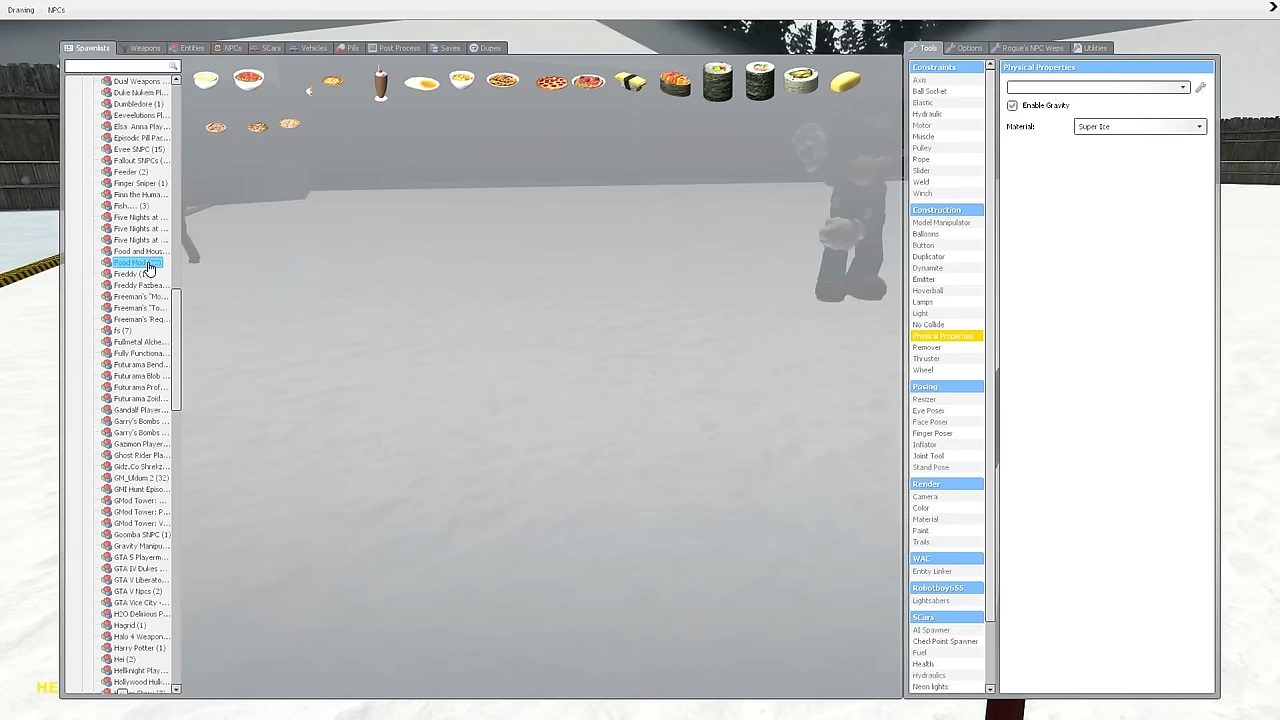 Drawing NPCs
Spawnlists Weapons Entities NPCs SCars Vehicles Pills Post Process Saves Dupes
Tools Options Rogue's NPC Weps Utilities
Dual Weapons ...
Duke Nukem Pl...
Dumbledore (1)
Eeveelutions Pl...
Elsa Anna Play...
Episodic Pill Pac...
Evee SNPC (15)
Fallout SNPCs (...
Feeder (2)
Finger Sniper (1)
Finn the Huma...
Fish.... (3)
Five Nights at ...
Five Nights at ...
Five Nights at ...
Food and Hous...
Food Mod
Freddy
Freddy Fazbea...
Freeman's "Mo...
Freeman's "To...
Freeman's 'Req...
fs (7)
Fullmetal Alche...
Fully Functiona...
Futurama Bend...
Futurama Blob ...
Futurama Prof...
Futurama Zoid...
Gandalf Player...
Garry's Bombs ...
Garry's Bombs ...
Gazimon Player...
Ghost Rider Pla...
Gidz.Co Shrekz...
GM_Uldum 2 (32)
GMI Hunt Episo...
GMod Tower: ...
GMod Tower: P...
GMod Tower: V...
Goomba SNPC (1)
Gravity Manipu...
GTA 5 Playerm...
GTA IV Dukes ...
GTA V Liberato...
GTA V Npcs (2)
GTA Vice City -...
H2O Delirious P...
Hagrid (1)
Halo 4 Weapon...
Harry Potter (1)
Hei (2)
Hellknight Play...
Hollywood Hulk...
Constraints
Axis
Ball Socket
Elastic
Hydraulic
Motor
Muscle
Pulley
Rope
Slider
Weld
Winch
Construction
Model Manipulator
Balloons
Button
Duplicator
Dynamite
Emitter
Hoverball
Lamps
Light
No Collide
Physical Properties
Remover
Thruster
Wheel
Posing
Resizer
Eye Poser
Face Poser
Finger Poser
Inflator
Joint Tool
Stand Pose
Render
Camera
Color
Material
Paint
Trails
WAC
Entity Linker
Robotboy655
Lightsabers
SCars
AI Spawner
CheckPoint Spawner
Fuel
Health
Hydraulics
Neon lights
Physical Properties
Enable Gravity
Material: Super Ice
HE